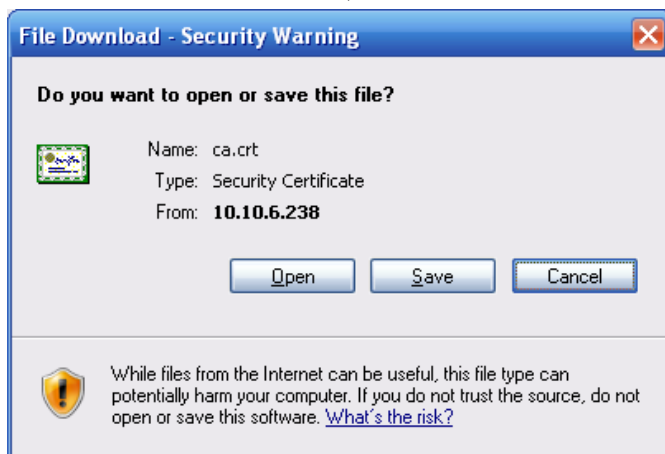 File Download - Security Warning
Do you want to open or save this file?
Name: ca.crt
Type: Security Certificate
From: 10.10.6.238
Open Save Cancel
While files from the Internet can be useful, this file type can
potentially harm your computer. If you do not trust the source, do not
open or save this software. What's the risk?